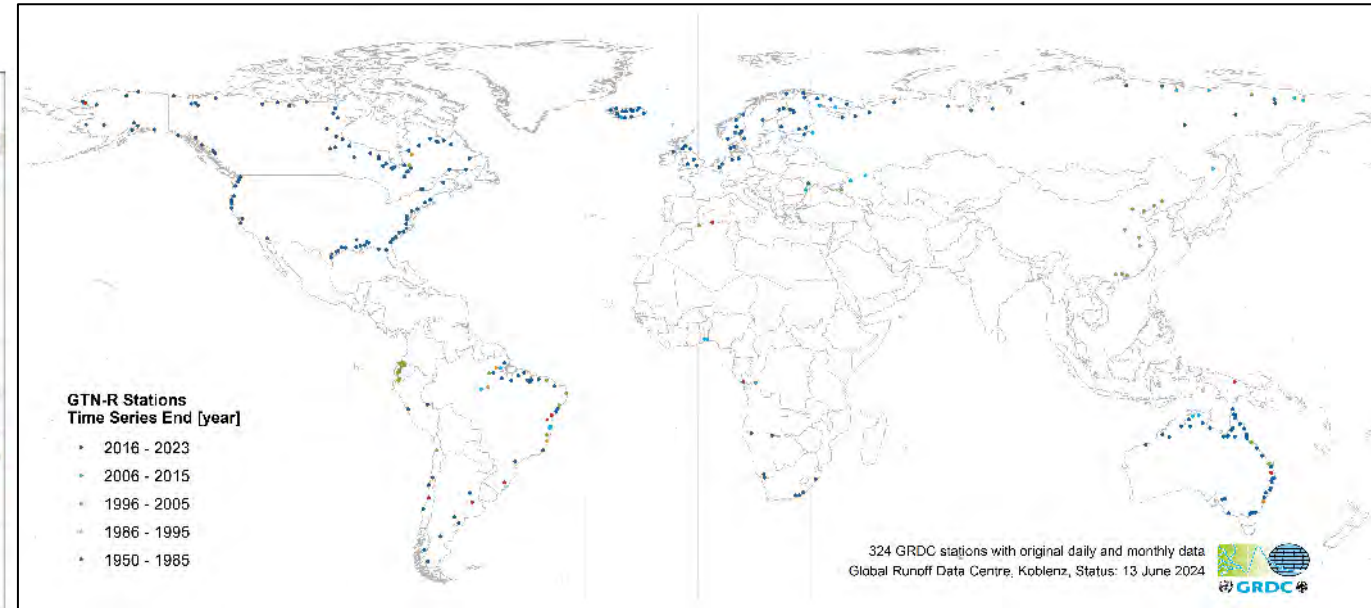 GTN-R Stations
Time Series End [year]
2016 - 2023
2006 - 2015
1996 - 2005
1986 - 1995
1950 - 1985
324 GRDC stations with original daily and monthly data
Global Runoff Data Centre, Koblenz, Status: 13 June 2024
GRDC